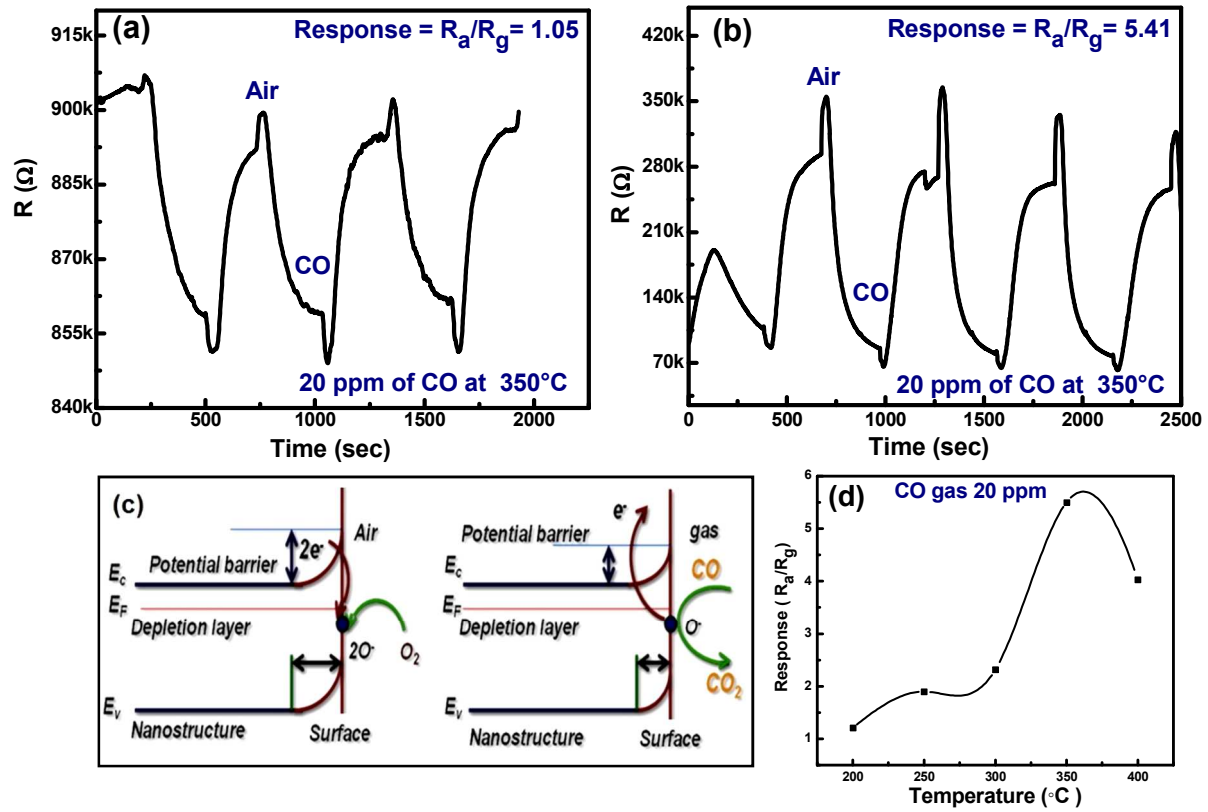 (a)
Response = Ra/Rg= 1.05
915k
900k
885k
870k
855k
840k
R (Ω)
Air
CO
20 ppm of CO at 350°C
0
500
1000
1500
2000
Time (sec)
(b)
Response = Ra/Rg= 5.41
420k
350k
280k
210k
140k
70k
R (Ω)
Air
CO
20 ppm of CO at 350°C
0
500
1000
1500
2000
2500
Time (sec)
(c)
Air
Potential barrier
2e-
Ec
EF
Depletion layer
2O-
O2
Ev
Nanostructure
Surface
e-
Potential barrier
gas
CO
Ec
EF
Depletion layer
O-
CO2
Ev
Nanostructure
Surface
(d)
CO gas 20 ppm
6
5
4
3
2
1
Response ( Ra/Rg)
200
250
300
350
400
Temperature (◦C)